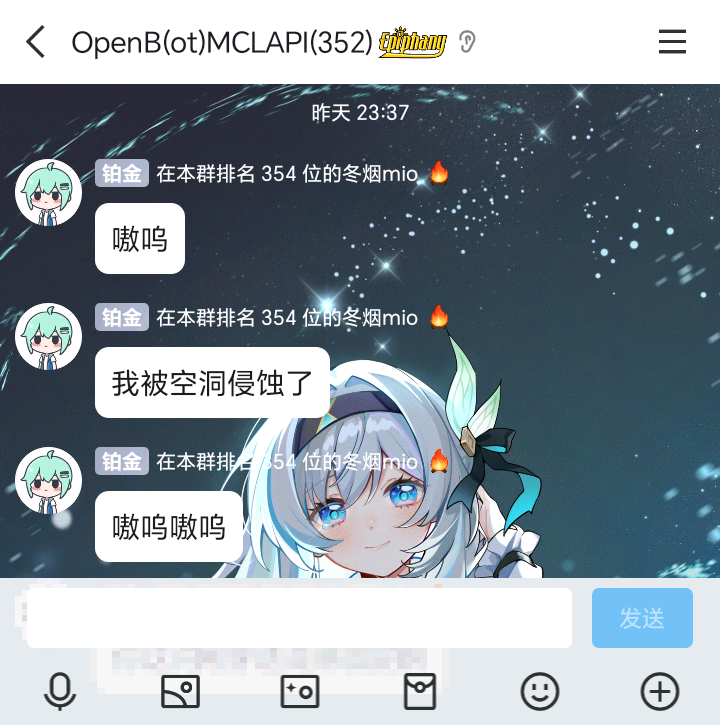 OpenB(ot)MCLAPI(352) Epiphany
昨天 23:37
铂金 在本群排名 354 位的冬烟mio 🔥
嗷呜
铂金 在本群排名 354 位的冬烟mio 🔥
我被空洞侵蚀了
铂金 在本群排名 354 位的冬烟mio 🔥
嗷呜嗷呜
发送